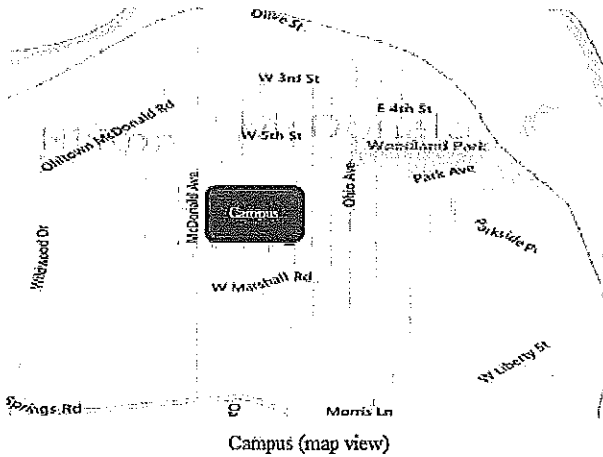 Olive St
W 3rd St
E 4th St
Ohltown McDonald Rd
W 5th St
Woodland Park
Park Ave
Ohio Ave
McDonald Ave
Campus
Parkside Pl
Wildwood Dr
W Marshall Rd
W Liberty St
Springs Rd
Morris Ln
Campus (map view)